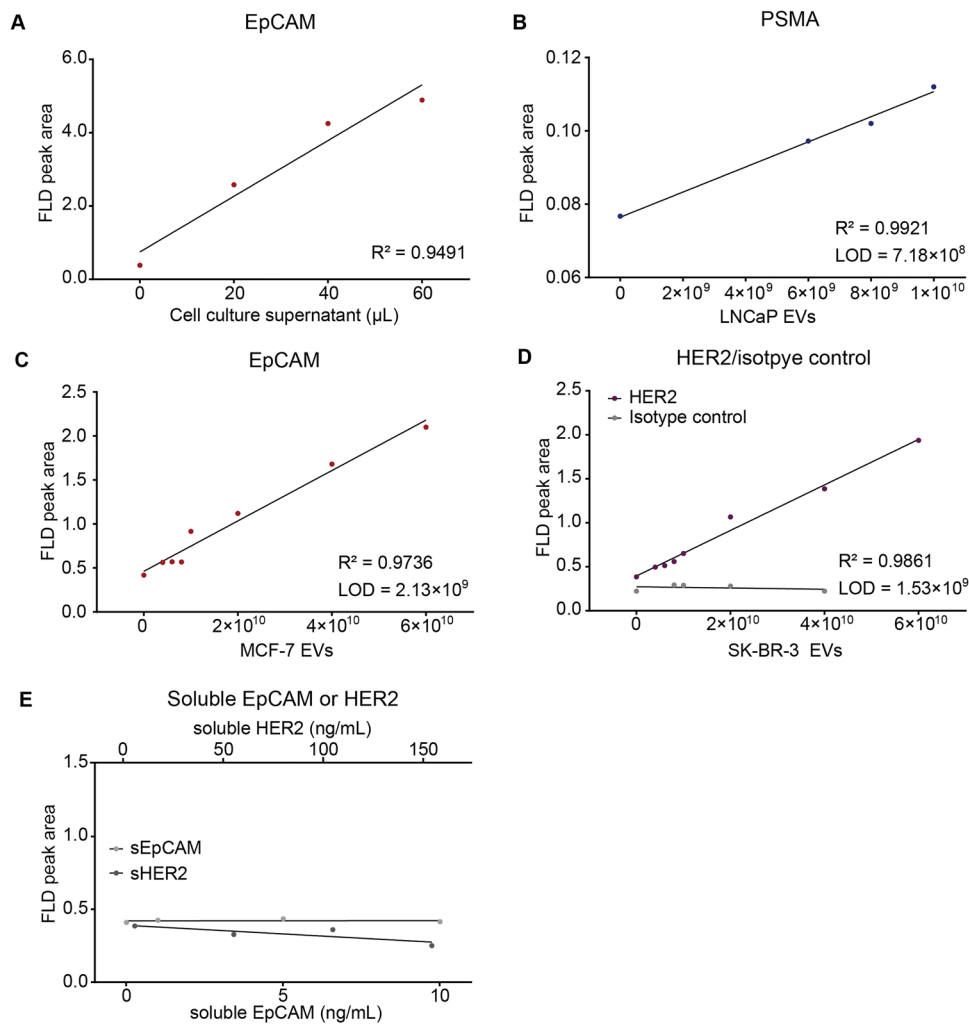 A
EpCAM
6.0
4.0
2.0
0.0
FLD peak area
R² = 0.9491
0 20 40 60
Cell culture supernatant (µL)
B
PSMA
0.12
0.10
0.08
0.06
FLD peak area
R² = 0.9921
LOD = 7.18×10⁸
0 2×10⁹ 4×10⁹ 6×10⁹ 8×10⁹ 1×10¹⁰
LNCaP EVs
C
EpCAM
2.5
2.0
1.5
1.0
0.5
0.0
FLD peak area
R² = 0.9736
LOD = 2.13×10⁹
0 2×10¹⁰ 4×10¹⁰ 6×10¹⁰
MCF-7 EVs
D
HER2/isotpye control
2.5
2.0
1.5
1.0
0.5
0.0
FLD peak area
HER2
Isotype control
R² = 0.9861
LOD = 1.53×10⁹
0 2×10¹⁰ 4×10¹⁰ 6×10¹⁰
SK-BR-3 EVs
E
Soluble EpCAM or HER2
soluble HER2 (ng/mL)
0 50 100 150
1.5
1.0
0.5
0.0
FLD peak area
sEpCAM
sHER2
0 5 10
soluble EpCAM (ng/mL)